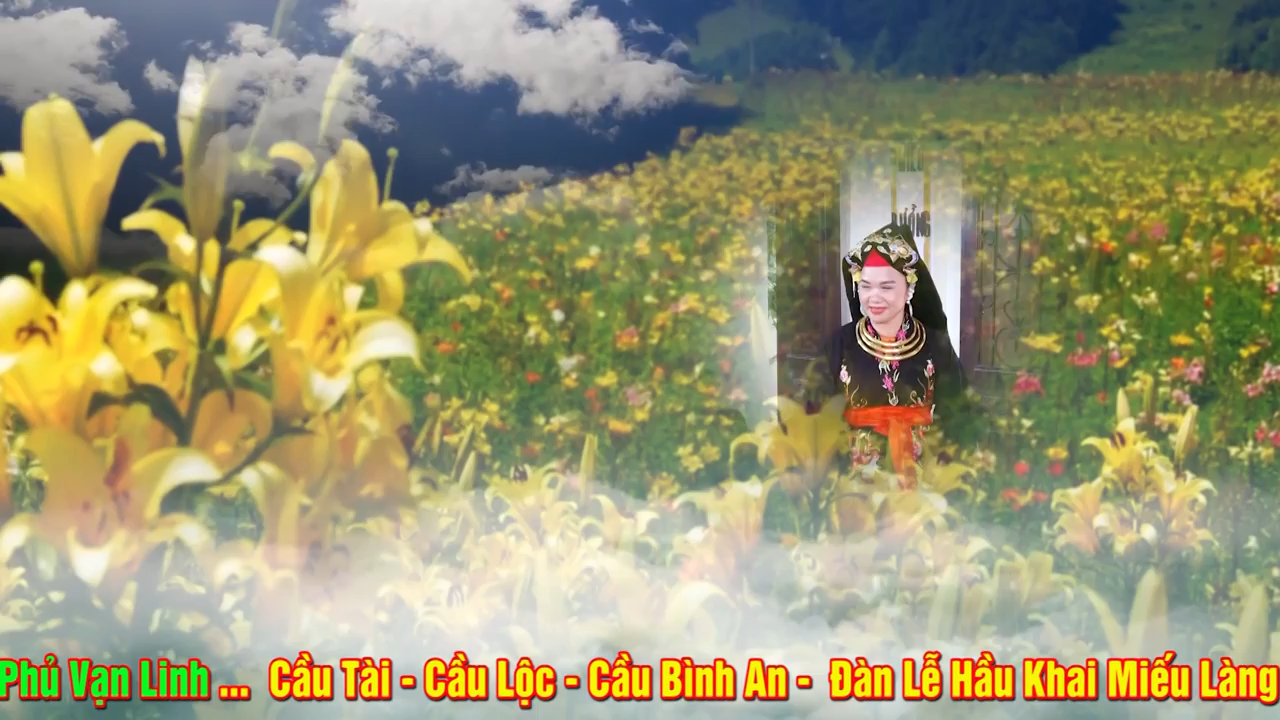 Phủ Vạn Linh ... Cầu Tài - Cầu Lộc - Cầu Bình An - Đàn Lễ Hầu Khai Miếu Làng